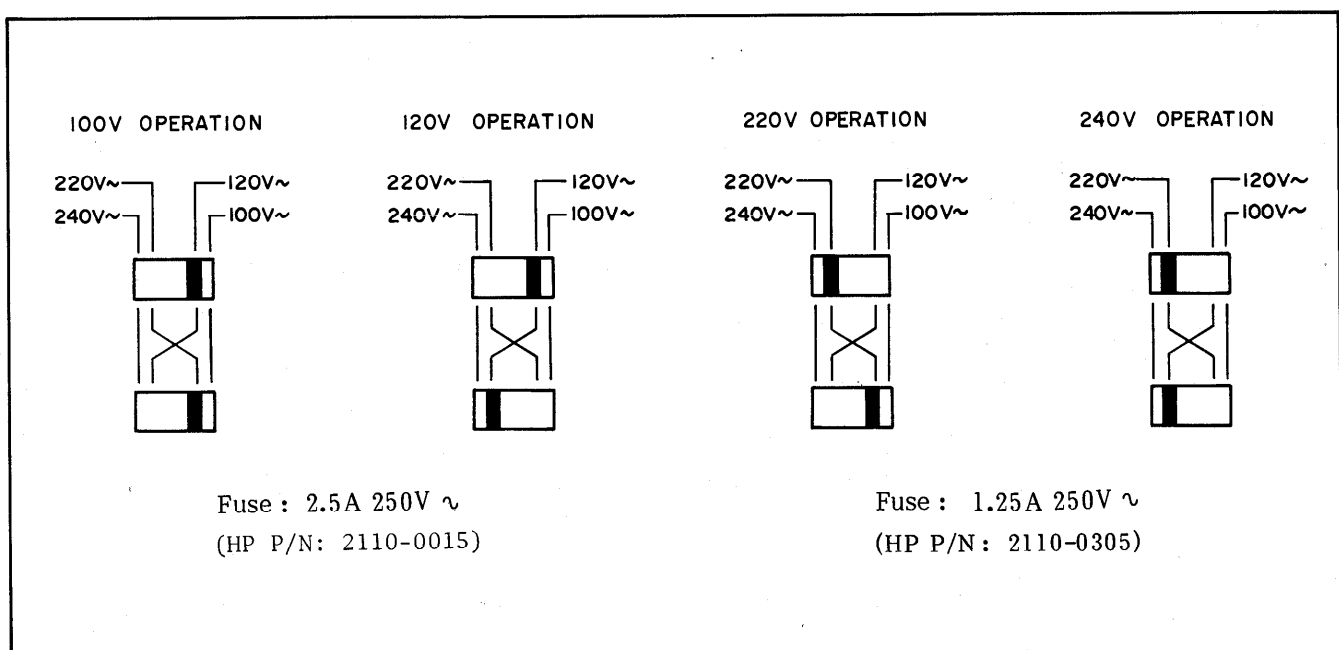 100V OPERATION
220V~
120V~
240V~
100V~
120V OPERATION
220V~
120V~
240V~
100V~
220V OPERATION
220V~
120V~
240V~
100V~
240V OPERATION
220V~
120V~
240V~
100V~
Fuse : 2.5A 250V ~
(HP P/N: 2110-0015)
Fuse : 1.25A 250V ~
(HP P/N : 2110-0305)